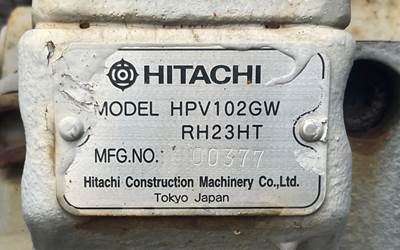 HITACHI
MODEL HPV102GW
RH23HT
MFG.NO. 00377
Hitachi Construction Machinery Co.,Ltd.
Tokyo Japan